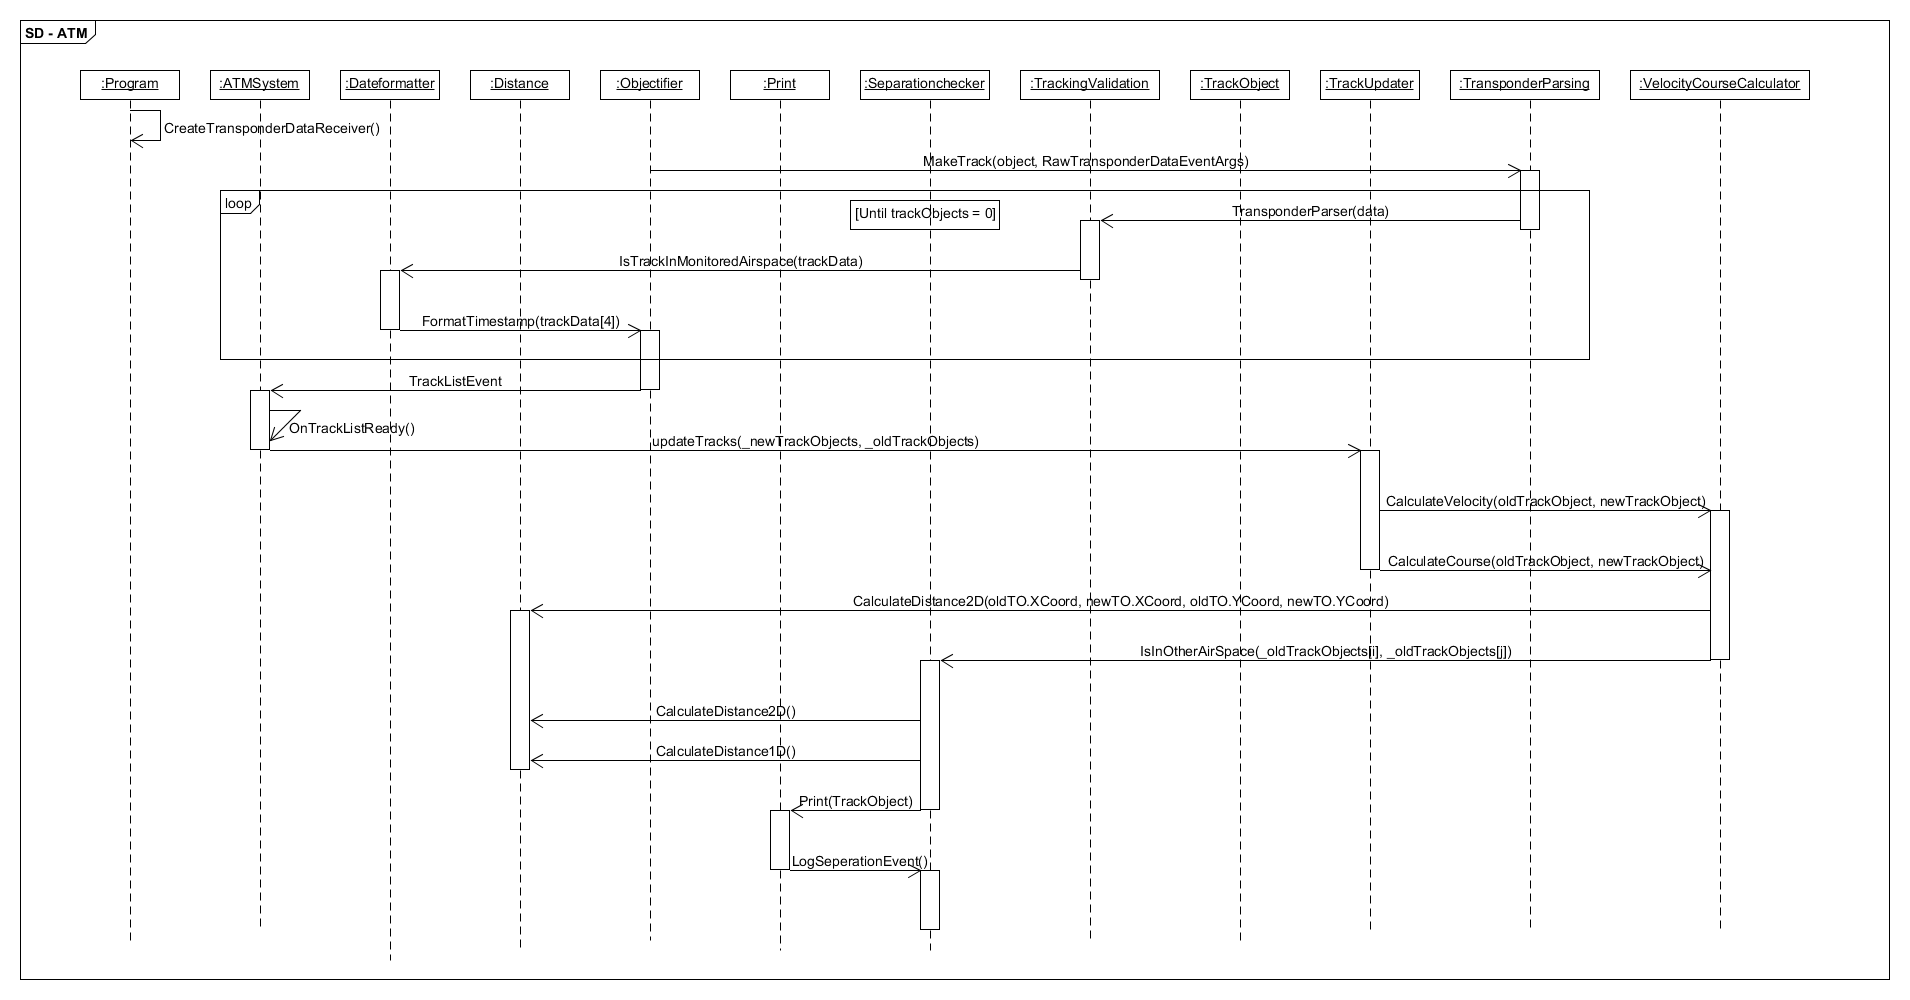 SD - ATM
:Program
:ATMSystem
:Dateformatter
:Distance
:Objectifier
:Print
:Separationchecker
:TrackingValidation
:TrackObject
:TrackUpdater
:TransponderParsing
:VelocityCourseCalculator
CreateTransponderDataReceiver()
MakeTrack(object, RawTransponderDataEventArgs)
loop
[Until trackObjects = 0]
TransponderParser(data)
IsTrackInMonitoredAirspace(trackData)
FormatTimestamp(trackData[4])
TrackListEvent
OnTrackListReady()
updateTracks(_newTrackObjects, _oldTrackObjects)
CalculateVelocity(oldTrackObject, newTrackObject)
CalculateCourse(oldTrackObject, newTrackObject)
CalculateDistance2D(oldTO.XCoord, newTO.XCoord, oldTO.YCoord, newTO.YCoord)
IsInOtherAirSpace(_oldTrackObjects[i], _oldTrackObjects[j])
CalculateDistance2D()
CalculateDistance1D()
Print(TrackObject)
LogSeperationEvent()